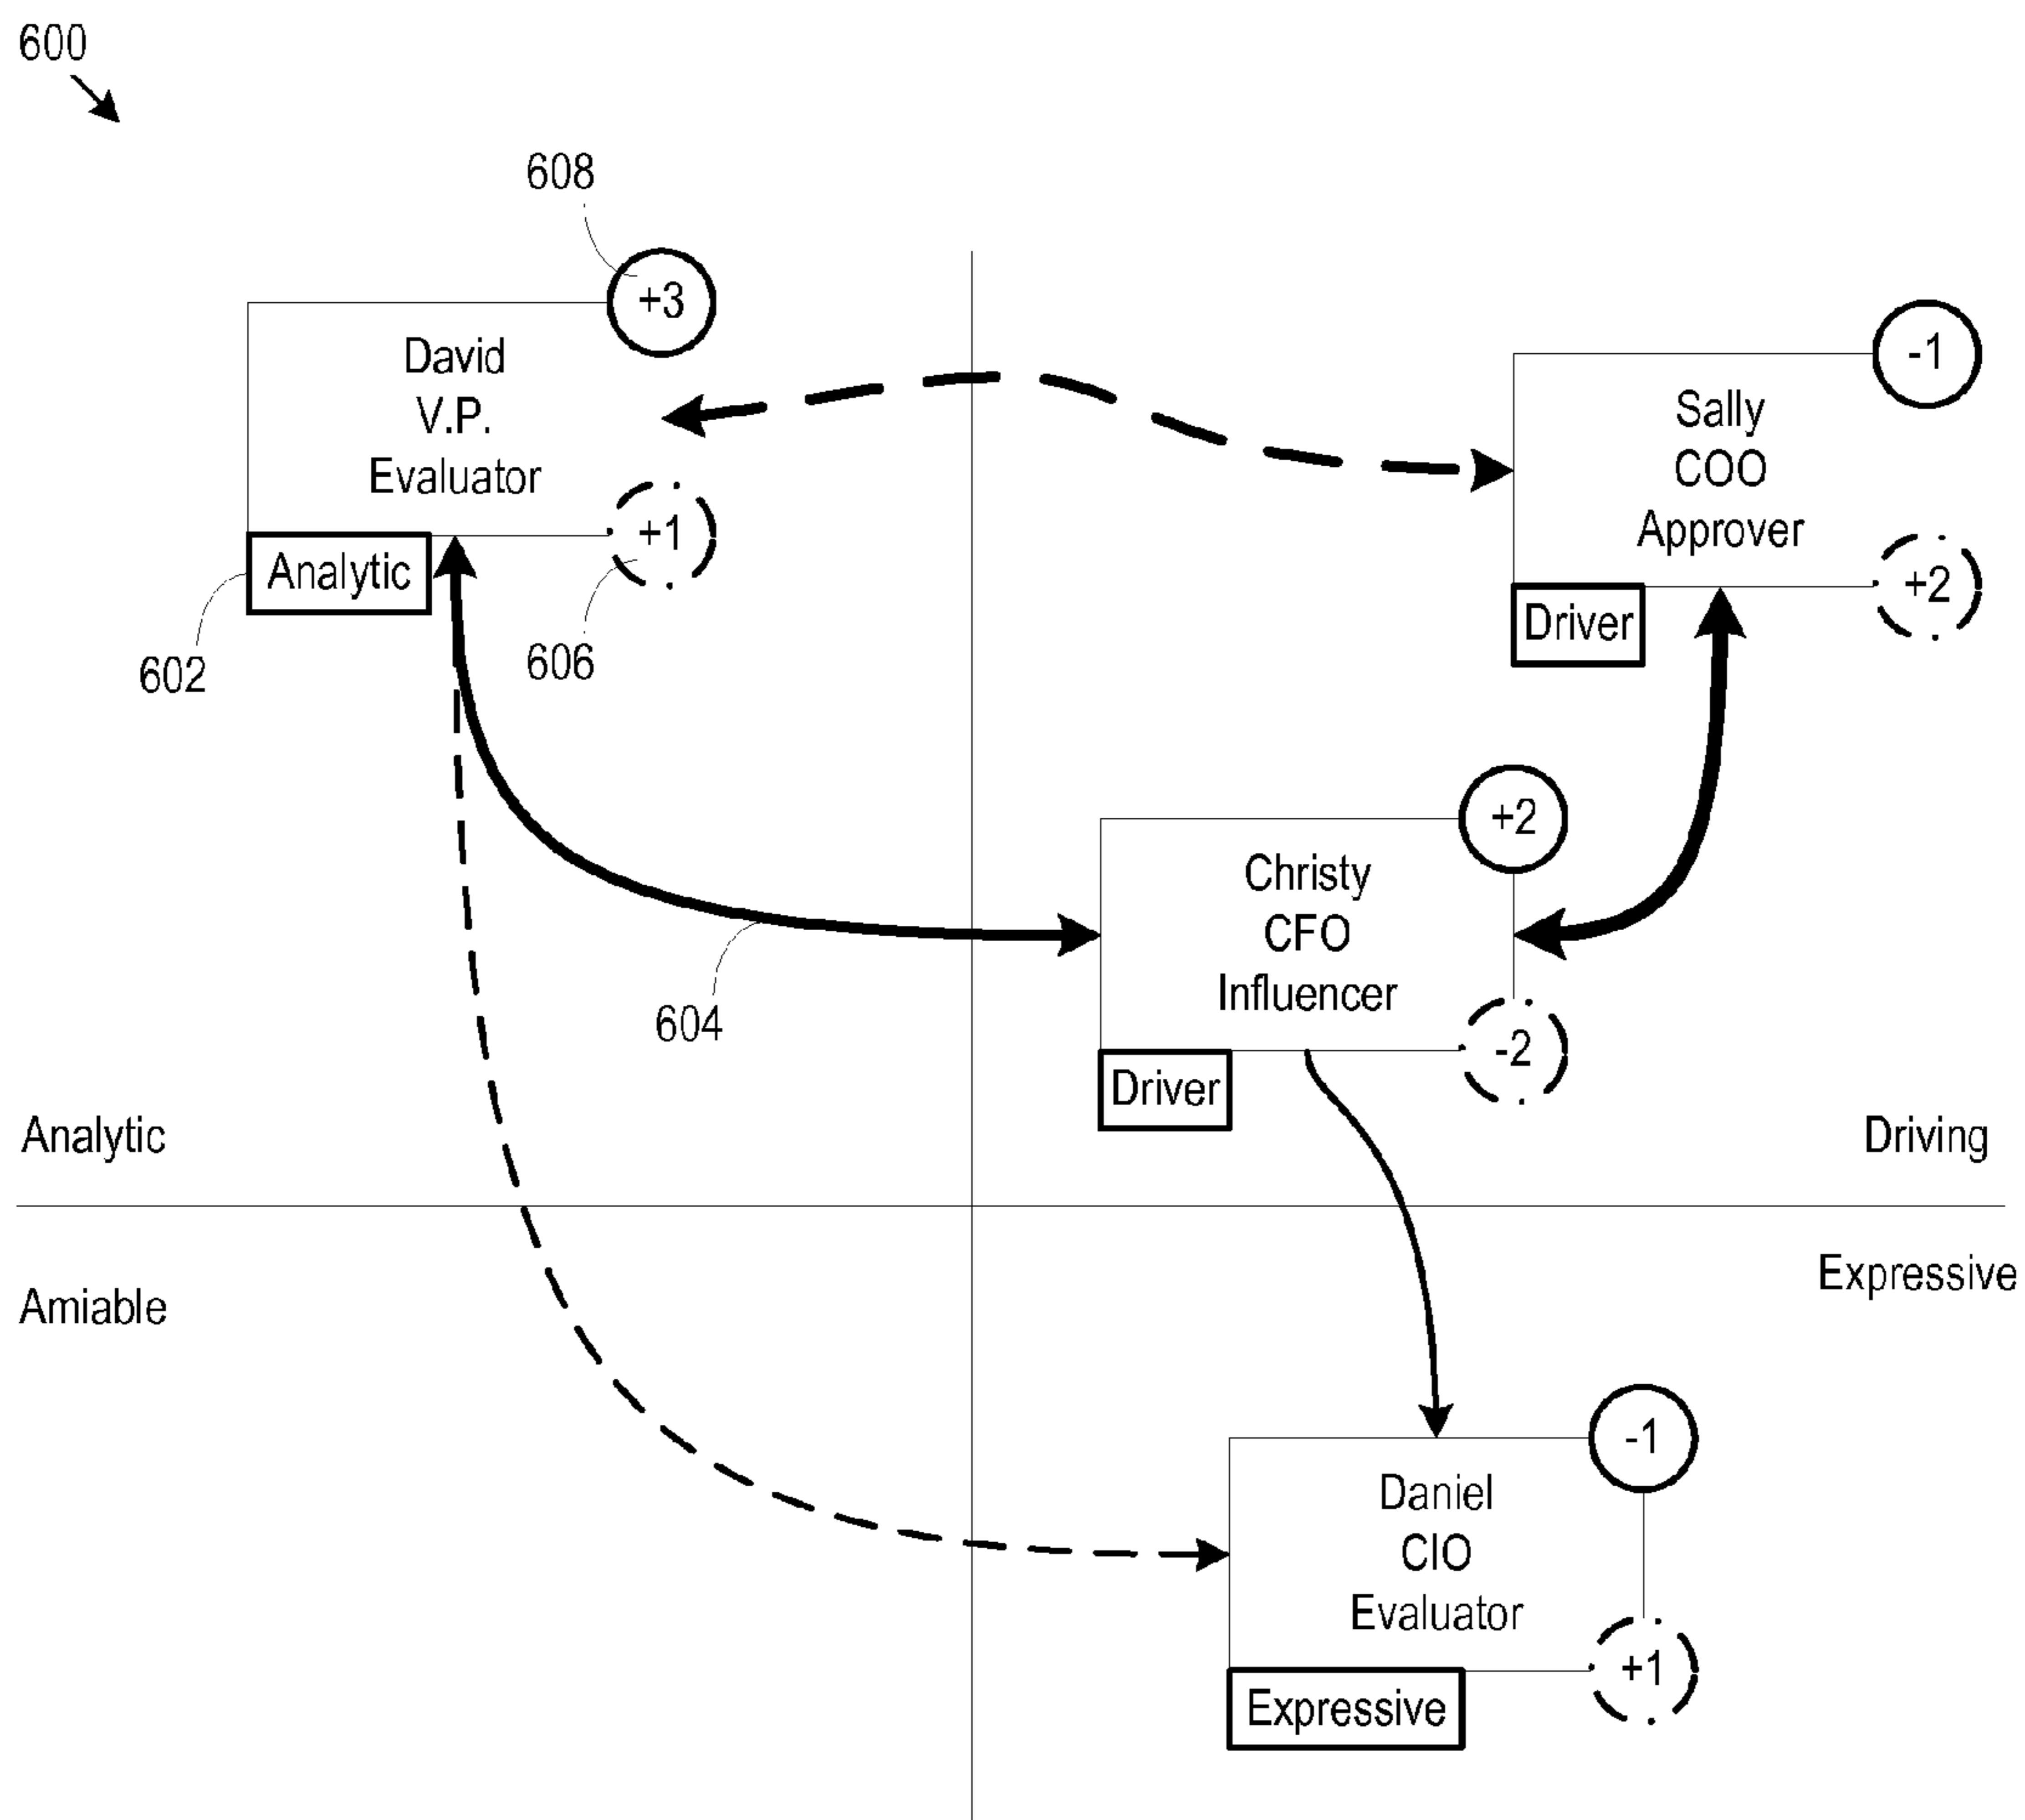 600
608
+3
David
V.P.
Evaluator
+1
Analytic
602
606
-1
Sally
COO
Approver
+2
Driver
+2
Christy
CFO
Influencer
-2
Driver
604
Analytic
Driving
Amiable
Expressive
-1
Daniel
CIO
Evaluator
+1
Expressive